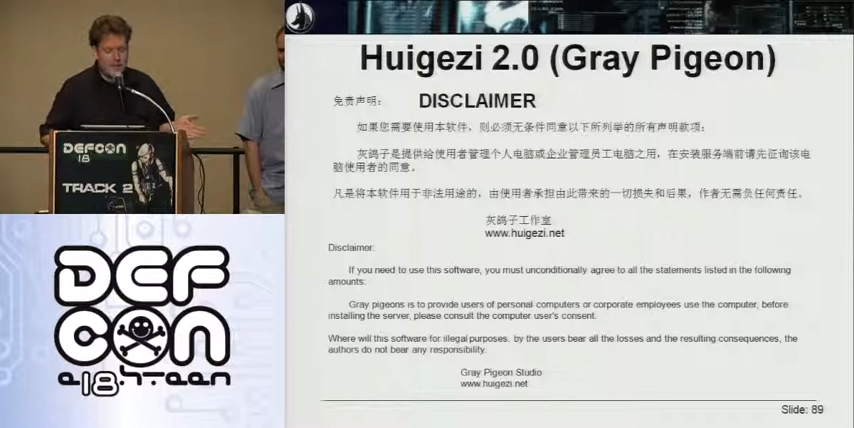 Huigezi 2.0 (Gray Pigeon)
免责声明: DISCLAIMER
如果您需要使用本软件，则必须无条件同意以下所列举的所有声明款项:
灰鸽子是提供给使用者管理个人电脑或企业管理员工电脑之用，在安装服务端前请先征询该电
脑使用者的同意。
凡是将本软件用于非法用途的，由使用者承担由此带来的一切损失和后果，作者无需负任何责任。
灰鸽子工作室
www.huigezi.net
Disclaimer:
If you need to use this software, you must unconditionally agree to all the statements listed in the following
amounts:
Gray pigeons is to provide users of personal computers or corporate employees use the computer, before
installing the server, please consult the computer user's consent.
Where will this software for illegal purposes. by the users bear all the losses and the resulting consequences, the
authors do not bear any responsibility.
Gray Pigeon Studio
www.huigezi.net
Slide: 89
DEFCON
18
TRACK 2
DEF
CON
e18hteen